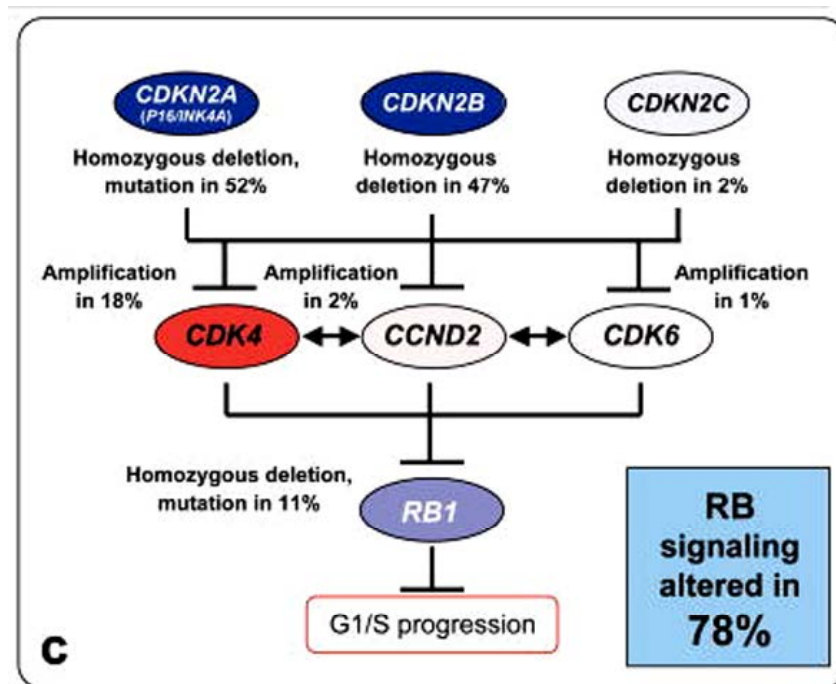 CDKN2A
(P16/INK4A)
CDKN2B
CDKN2C
Homozygous deletion,
mutation in 52%
Homozygous
deletion in 47%
Homozygous
deletion in 2%
Amplification
in 18%
Amplification
in 2%
Amplification
in 1%
CDK4
CCND2
CDK6
Homozygous deletion,
mutation in 11%
RB1
G1/S progression
RB
signaling
altered in
78%
C